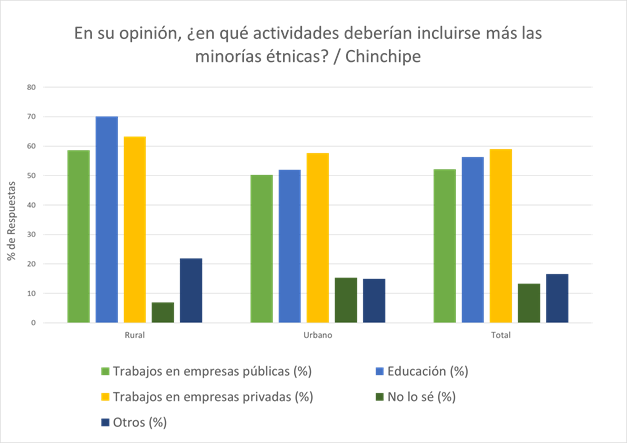 En su opinión, ¿en qué actividades deberían incluirse más las
minorías étnicas? / Chinchipe
80
70
60
50
40
30
20
10
0
% de Respuestas
Rural Urbano Total
Trabajos en empresas públicas (%) Educación (%)
Trabajos en empresas privadas (%) No lo sé (%)
Otros (%)